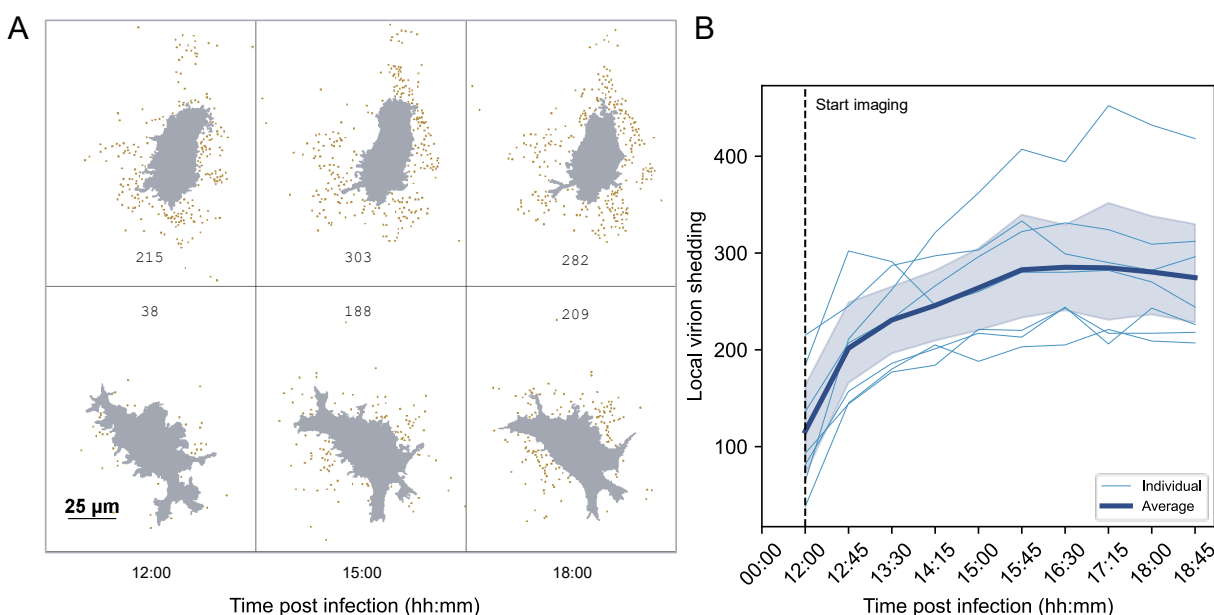 A
215
303
282
38
188
209
25 µm
12:00
15:00
18:00
Time post infection (hh:mm)
B
Start imaging
400
300
200
100
Local virion shedding
Individual
Average
00:00
12:00
12:45
13:30
14:15
15:00
15:45
16:30
17:15
18:00
18:45
Time post infection (hh:mm)